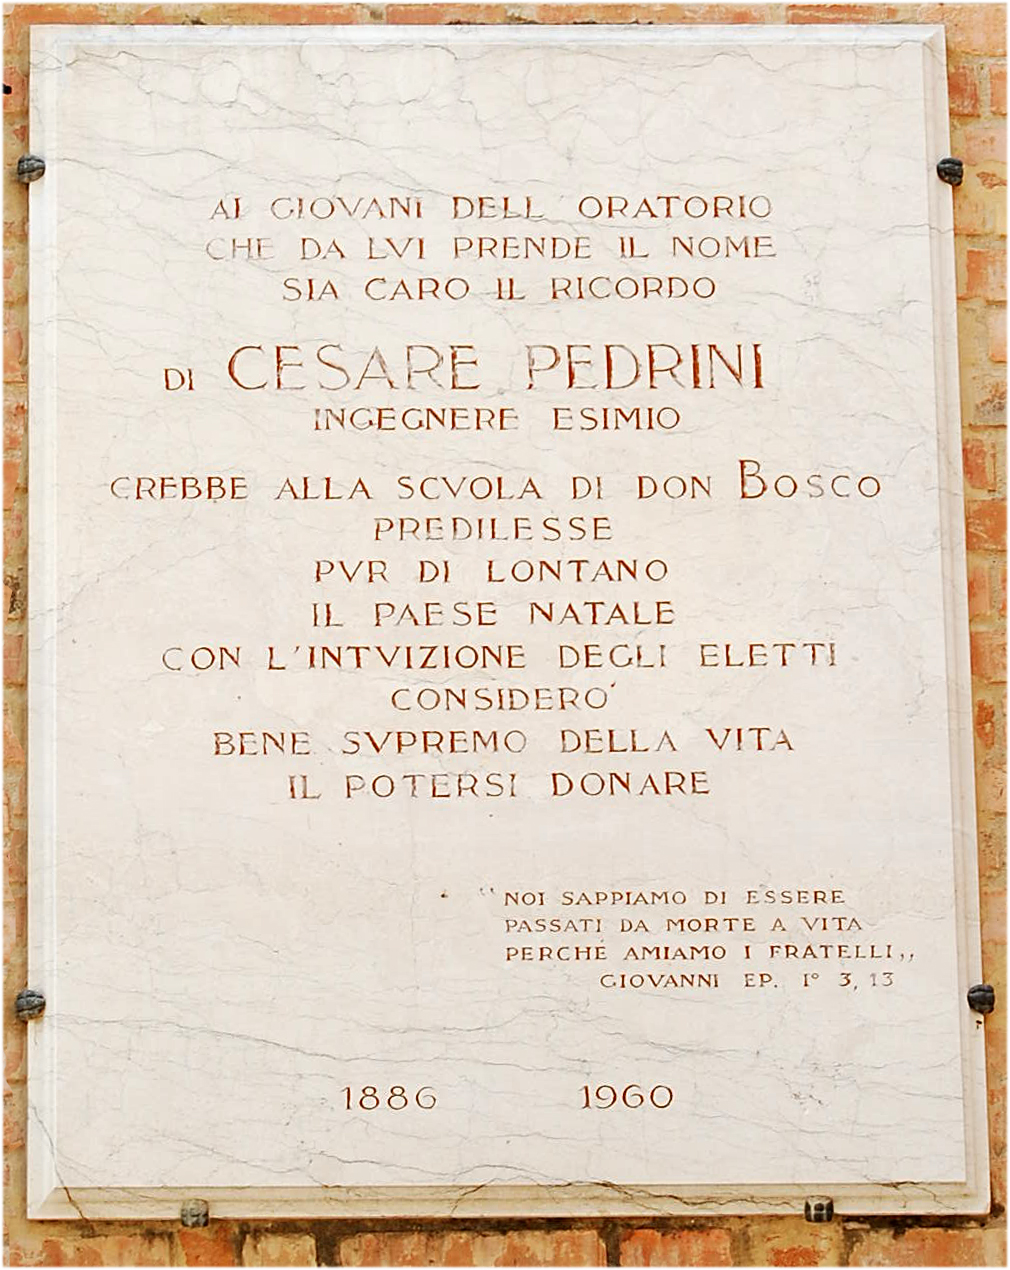 AI GIOVANI DELL' ORATORIO
CHE DA LVI PRENDE IL NOME
SIA CARO IL RICORDO
DI CESARE PEDRINI
INGEGNERE ESIMIO
CREBBE ALLA SCVOLA DI DON BOSCO
PREDILESSE
PVR DI LONTANO
IL PAESE NATALE
CON L'INTVIZIONE DEGLI ELETTI
CONSIDERO'
BENE SVPREMO DELLA VITA
IL POTERSI DONARE
"NOI SAPPIAMO DI ESSERE
PASSATI DA MORTE A VITA
PERCHÉ AMIAMO I FRATELLI,,
GIOVANNI EP. I° 3, 13
1886 1960